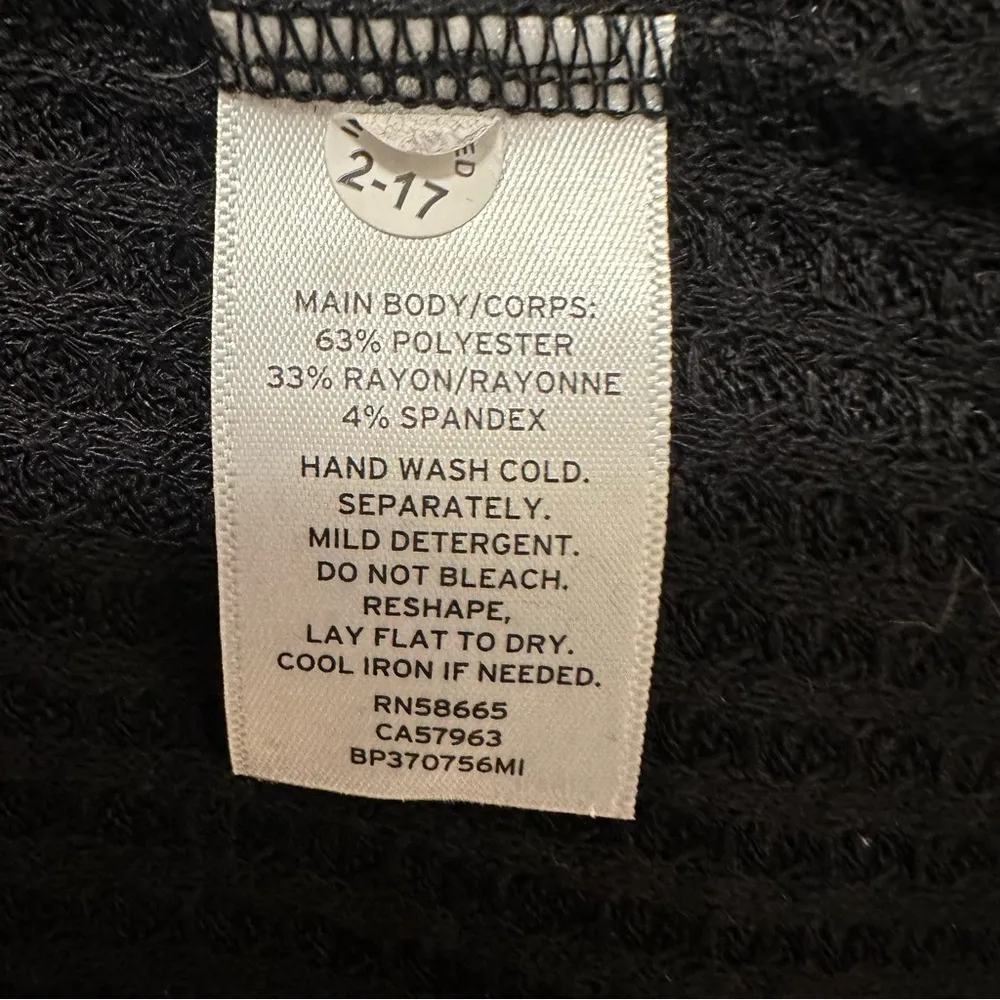 ED
2-17
MAIN BODY/CORPS:
63% POLYESTER
33% RAYON/RAYONNE
4% SPANDEX
HAND WASH COLD.
SEPARATELY.
MILD DETERGENT.
DO NOT BLEACH.
RESHAPE,
LAY FLAT TO DRY.
COOL IRON IF NEEDED.
RN58665
CA57963
BP370756MI